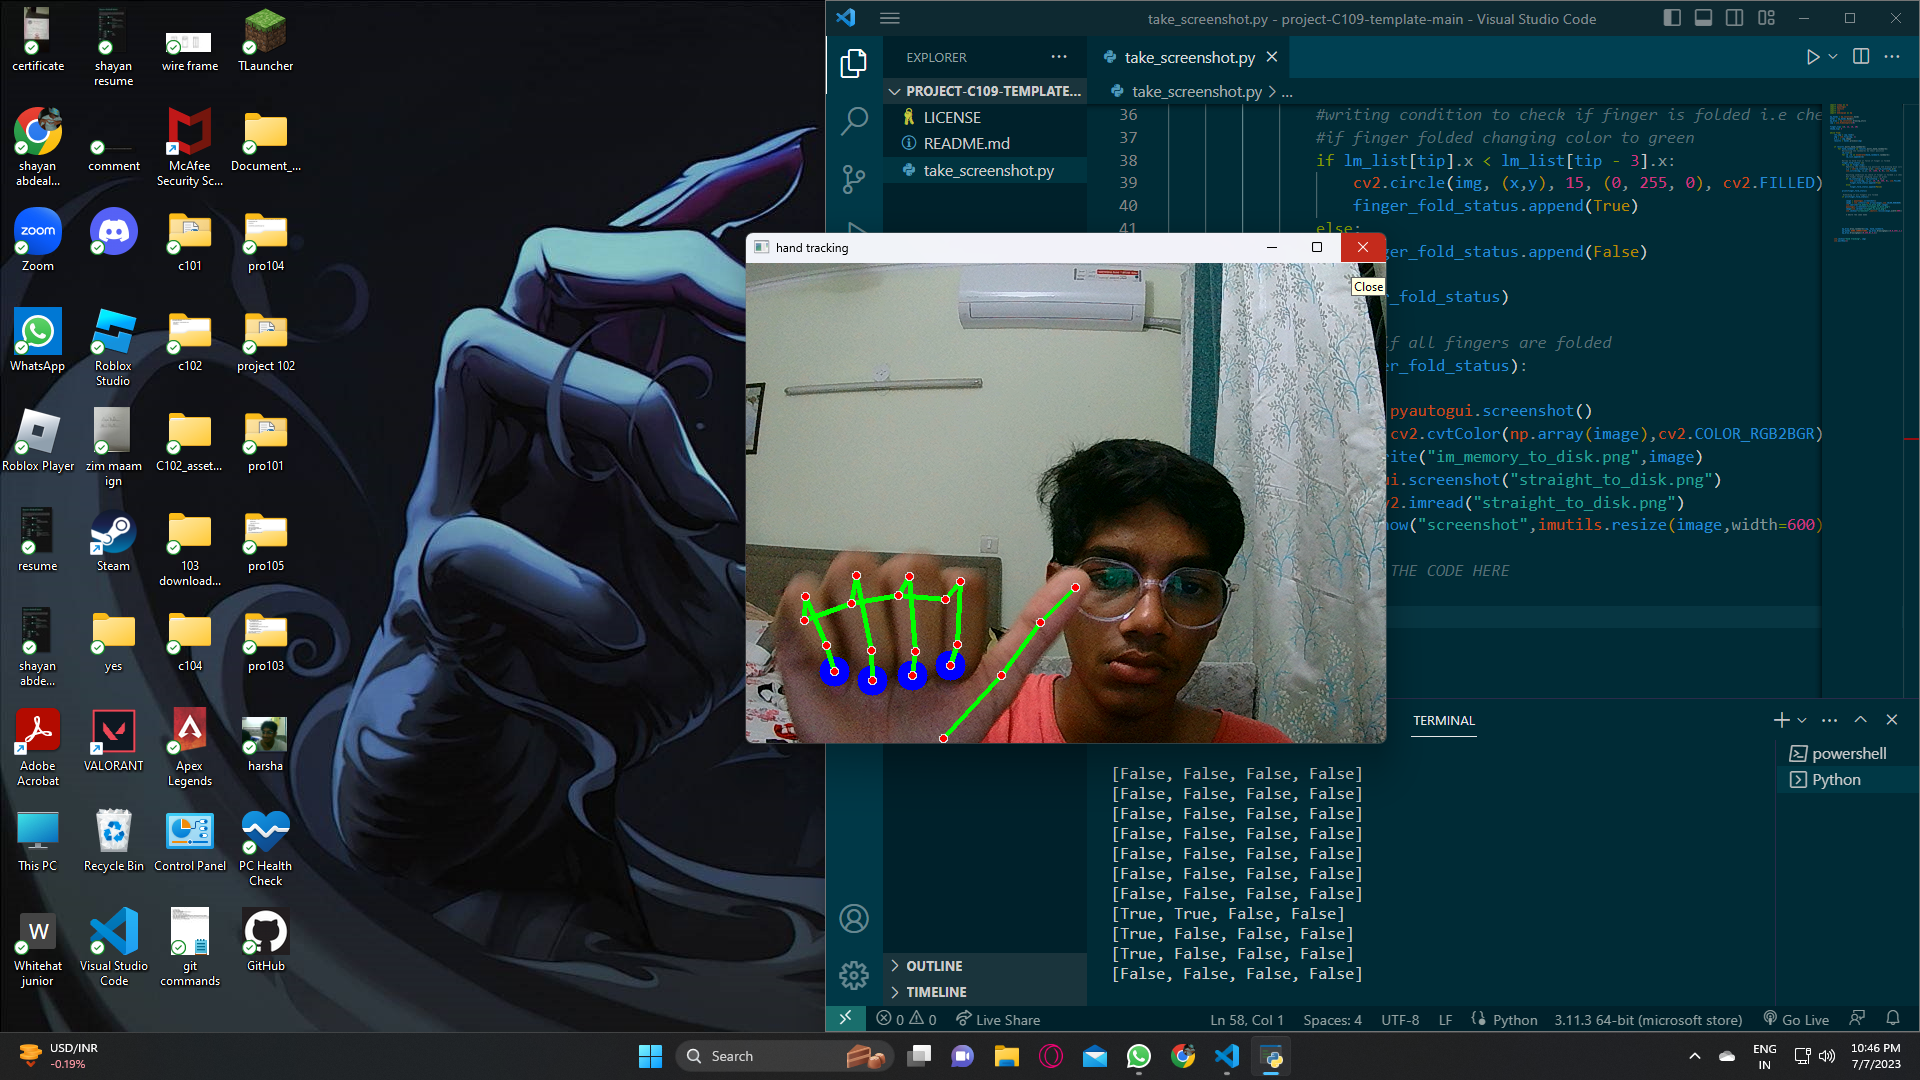 certificate
shayan
resume
wire frame
TLauncher
shayan
abdeal...
comment
McAfee
Security Sc...
Document_...
zoom
Zoom
c101
pro104
WhatsApp
Roblox
Studio
c102
project 102
Roblox Player
zim maam
ign
C102_asset...
pro101
resume
Steam
103
download...
pro105
shayan
abde...
yes
c104
pro103
Adobe
Acrobat
VALORANT
Apex
Legends
harsha
This PC
Recycle Bin
Control Panel
PC Health
Check
W
Whitehat
junior
Visual Studio
Code
git
commands
GitHub
take_screenshot.py - project-C109-template-main - Visual Studio Code
EXPLORER
take_screenshot.py
PROJECT-C109-TEMPLATE...
take_screenshot.py > ...
LICENSE
README.md
take_screenshot.py
36 #writing condition to check if finger is folded i.e che
37 #if finger folded changing color to green
38 if lm_list[tip].x < lm_list[tip - 3].x:
39 cv2.circle(img, (x,y), 15, (0, 255, 0), cv2.FILLED)
40 finger_fold_status.append(True)
41 else:
hand tracking
Close
ger_fold_status.append(False)
r_fold_status)
f all fingers are folded
er_fold_status):
pyautogui.screenshot()
cv2.cvtColor(np.array(image),cv2.COLOR_RGB2BGR)
rite("im_memory_to_disk.png",image)
ui.screenshot("straight_to_disk.png")
v2.imread("straight_to_disk.png")
how("screenshot",imutils.resize(image,width=600)
THE CODE HERE
TERMINAL
powershell
Python
[False, False, False, False]
[False, False, False, False]
[False, False, False, False]
[False, False, False, False]
[False, False, False, False]
[False, False, False, False]
[False, False, False, False]
[True, True, False, False]
[True, False, False, False]
[True, False, False, False]
[False, False, False, False]
OUTLINE
TIMELINE
0 0 Live Share
Ln 58, Col 1 Spaces: 4 UTF-8 LF Python 3.11.3 64-bit (microsoft store) Go Live
USD/INR
-0.19%
Search
ENG
IN
10:46 PM
7/7/2023